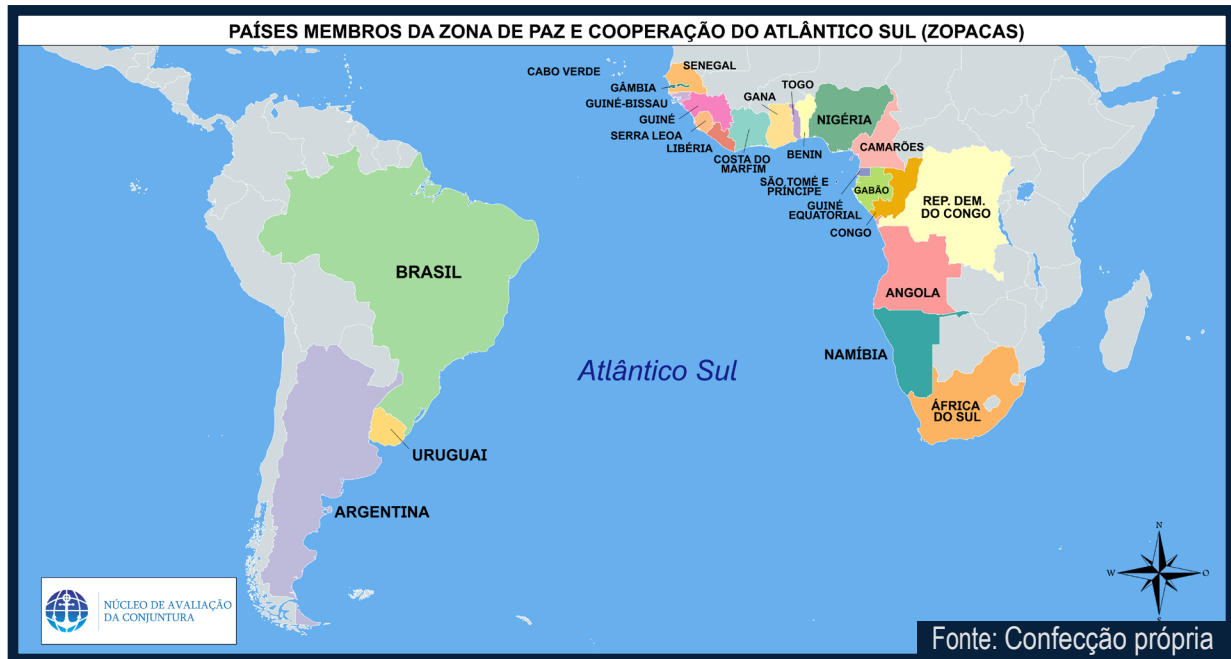 PAÍSES MEMBROS DA ZONA DE PAZ E COOPERAÇÃO DO ATLÂNTICO SUL (ZOPACAS)
CABO VERDE
SENEGAL
GÂMBIA
GUINÉ-BISSAU
GUINÉ
SERRA LEOA
LIBÉRIA
COSTA DO
MARFIM
GANA
TOGO
BENIN
NIGÉRIA
CAMARÕES
SÃO TOMÉ E
PRÍNCIPE
GABÃO
GUINÉ
EQUATORIAL
CONGO
REP. DEM.
DO CONGO
BRASIL
ANGOLA
NAMÍBIA
Atlântico Sul
ÁFRICA
DO SUL
URUGUAI
ARGENTINA
N
W
O
S
NÚCLEO DE AVALIAÇÃO
DA CONJUNTURA
Fonte: Confecção própria